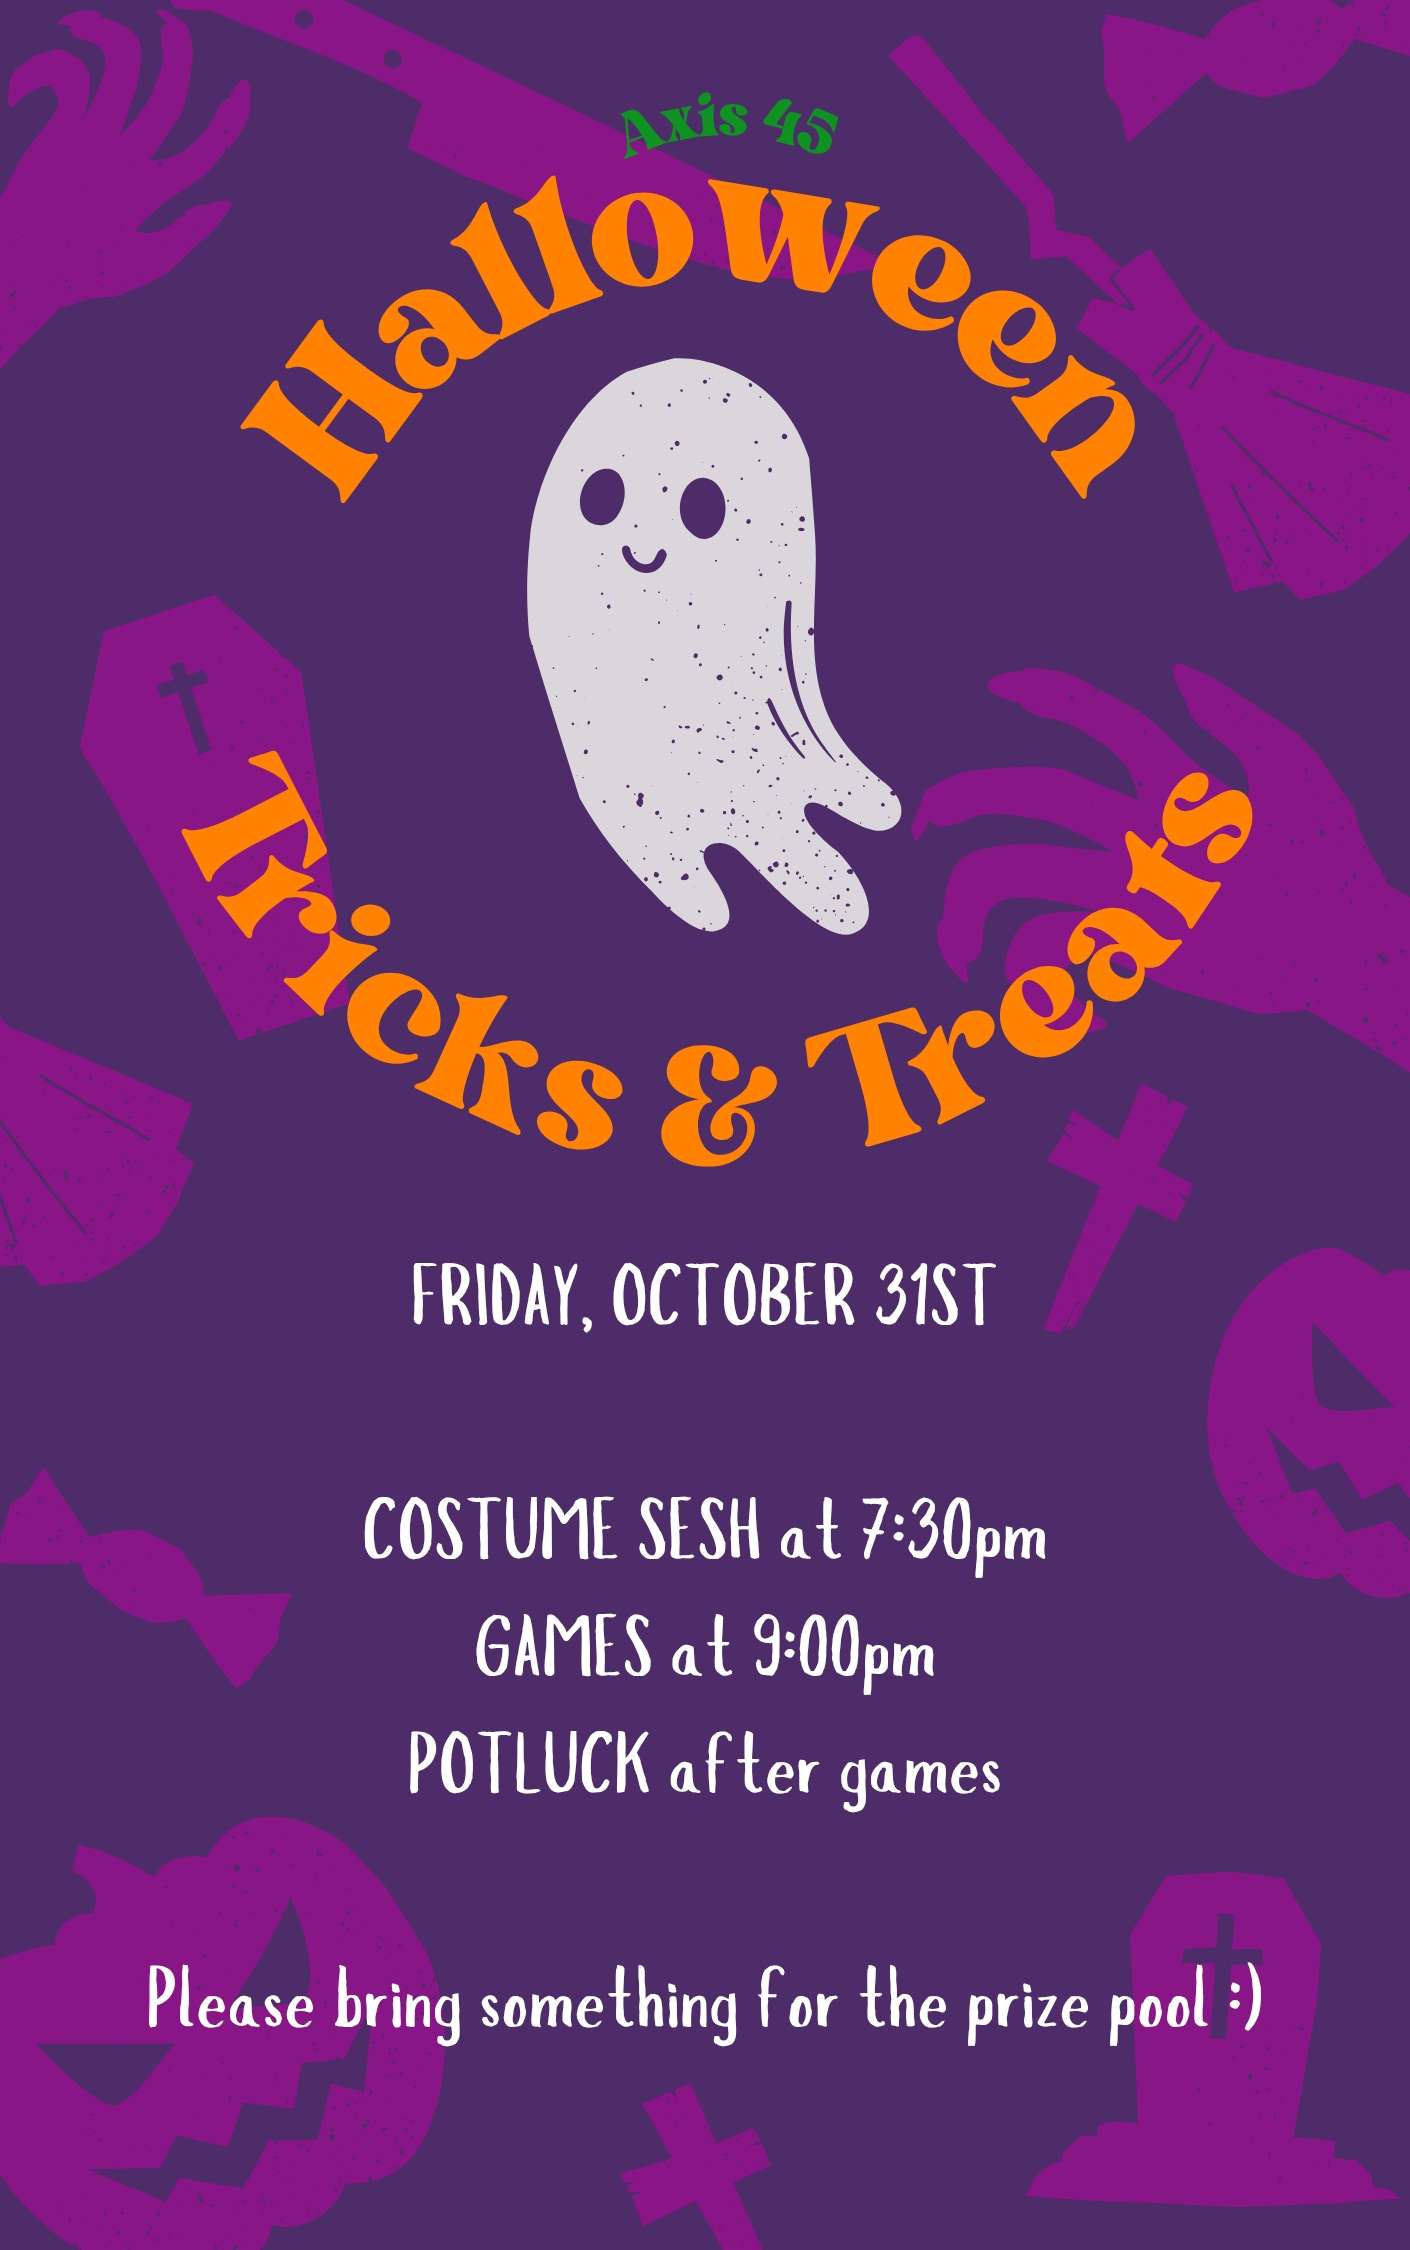 Axis 45
Halloween
Tricks & Treats
FRIDAY, OCTOBER 31ST
COSTUME SESH at 7:30pm
GAMES at 9:00pm
POTLUCK after games
Please bring something for the prize pool :)